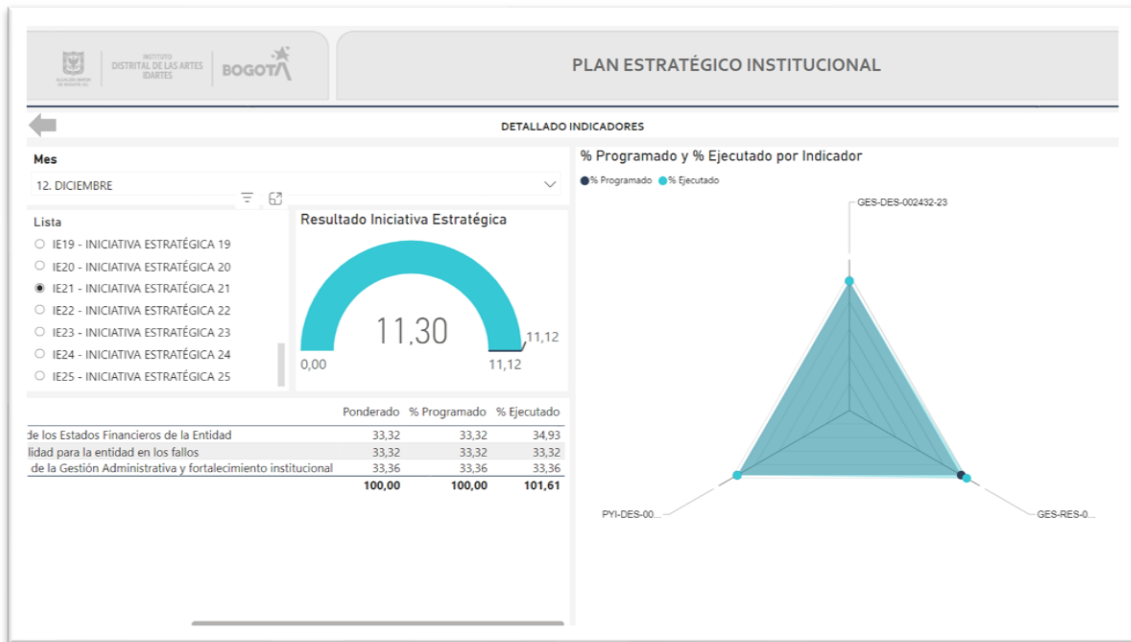 INSTITUTO
DISTRITAL DE LAS ARTES
IDARTES
BOGOTÁ
PLAN ESTRATÉGICO INSTITUCIONAL
DETALLADO INDICADORES
Mes
12. DICIEMBRE
Lista
IE19 - INICIATIVA ESTRATÉGICA 19
IE20 - INICIATIVA ESTRATÉGICA 20
IE21 - INICIATIVA ESTRATÉGICA 21
IE22 - INICIATIVA ESTRATÉGICA 22
IE23 - INICIATIVA ESTRATÉGICA 23
IE24 - INICIATIVA ESTRATÉGICA 24
IE25 - INICIATIVA ESTRATÉGICA 25
Resultado Iniciativa Estratégica
11,30
11,12
0,00
11,12
Ponderado % Programado % Ejecutado
de los Estados Financieros de la Entidad 33,32 33,32 34,93
lidad para la entidad en los fallos 33,32 33,32 33,32
de la Gestión Administrativa y fortalecimiento institucional 33,36 33,36 33,36
100,00 100,00 101,61
% Programado y % Ejecutado por Indicador
% Programado % Ejecutado
GES-DES-002432-23
PYI-DES-00...
GES-RES-0...